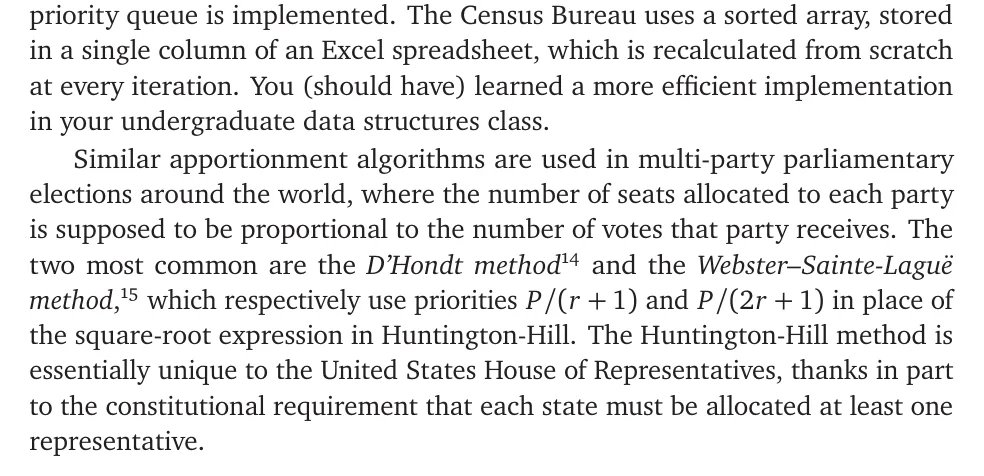 priority queue is implemented. The Census Bureau uses a sorted array, stored
in a single column of an Excel spreadsheet, which is recalculated from scratch
at every iteration. You (should have) learned a more efficient implementation
in your undergraduate data structures class.
Similar apportionment algorithms are used in multi-party parliamentary
elections around the world, where the number of seats allocated to each party
is supposed to be proportional to the number of votes that party receives. The
two most common are the D’Hondt method¹⁴ and the Webster–Sainte-Laguë
method,¹⁵ which respectively use priorities P/(r + 1) and P/(2r + 1) in place of
the square-root expression in Huntington-Hill. The Huntington-Hill method is
essentially unique to the United States House of Representatives, thanks in part
to the constitutional requirement that each state must be allocated at least one
representative.